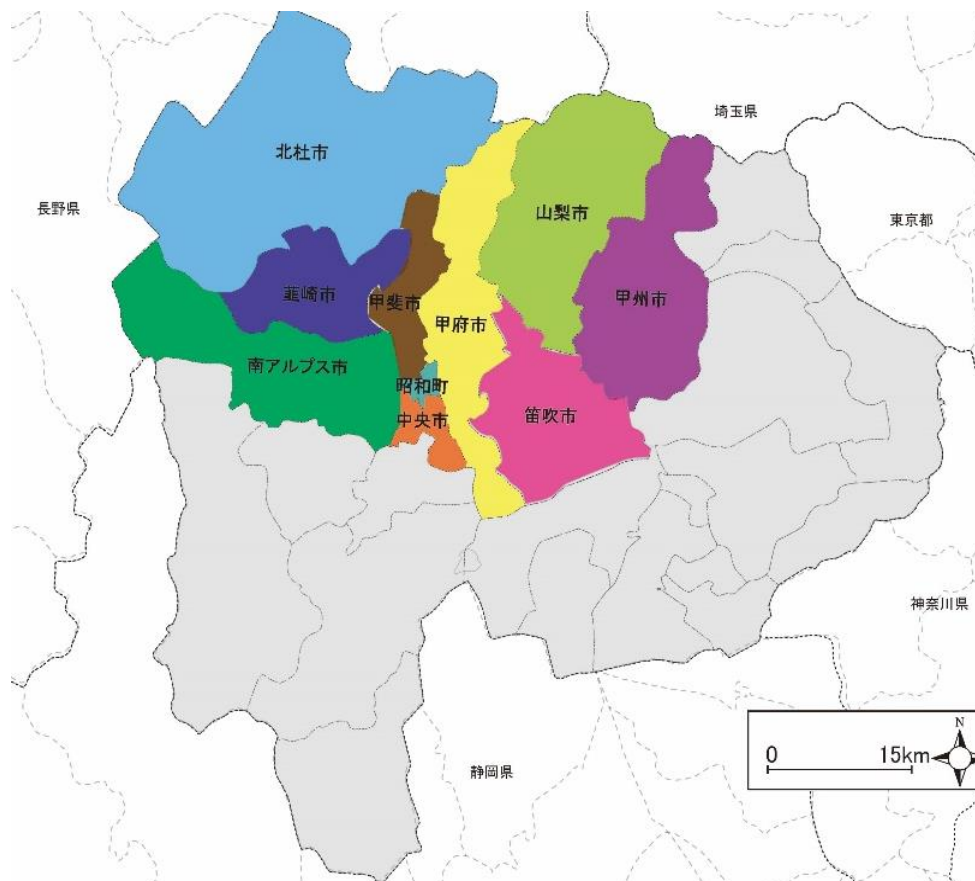 埼玉県
北杜市
長野県
山梨市
東京都
韮崎市
甲斐市
甲府市
甲州市
南アルプス市
昭和町
中央市
笛吹市
神奈川県
静岡県
N
0 15km